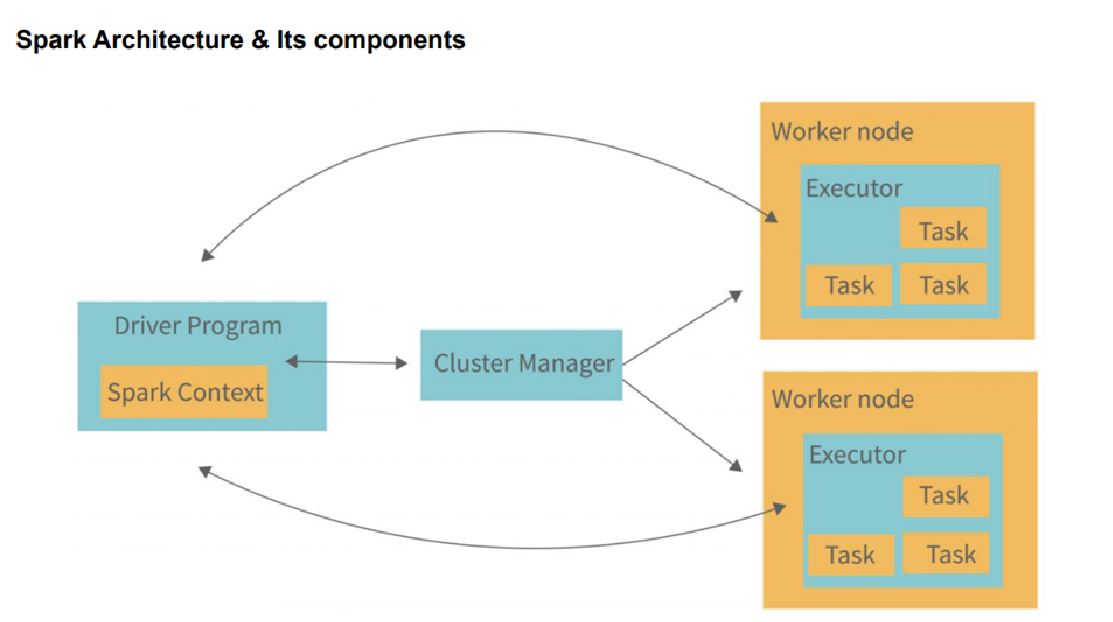 Spark Architecture & Its components
Worker node
Executor
Task
Task Task
Driver Program
Spark Context
Cluster Manager
Worker node
Executor
Task
Task Task